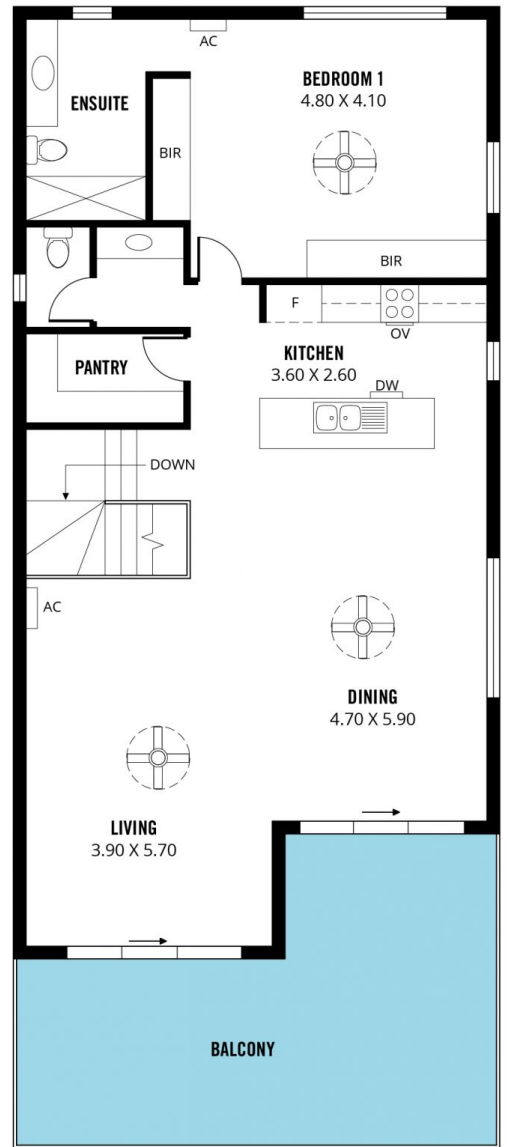 AC
BEDROOM 1
4.80 X 4.10
ENSUITE
BIR
BIR
F
OV
KITCHEN
3.60 X 2.60
DW
PANTRY
DOWN
AC
DINING
4.70 X 5.90
LIVING
3.90 X 5.70
BALCONY